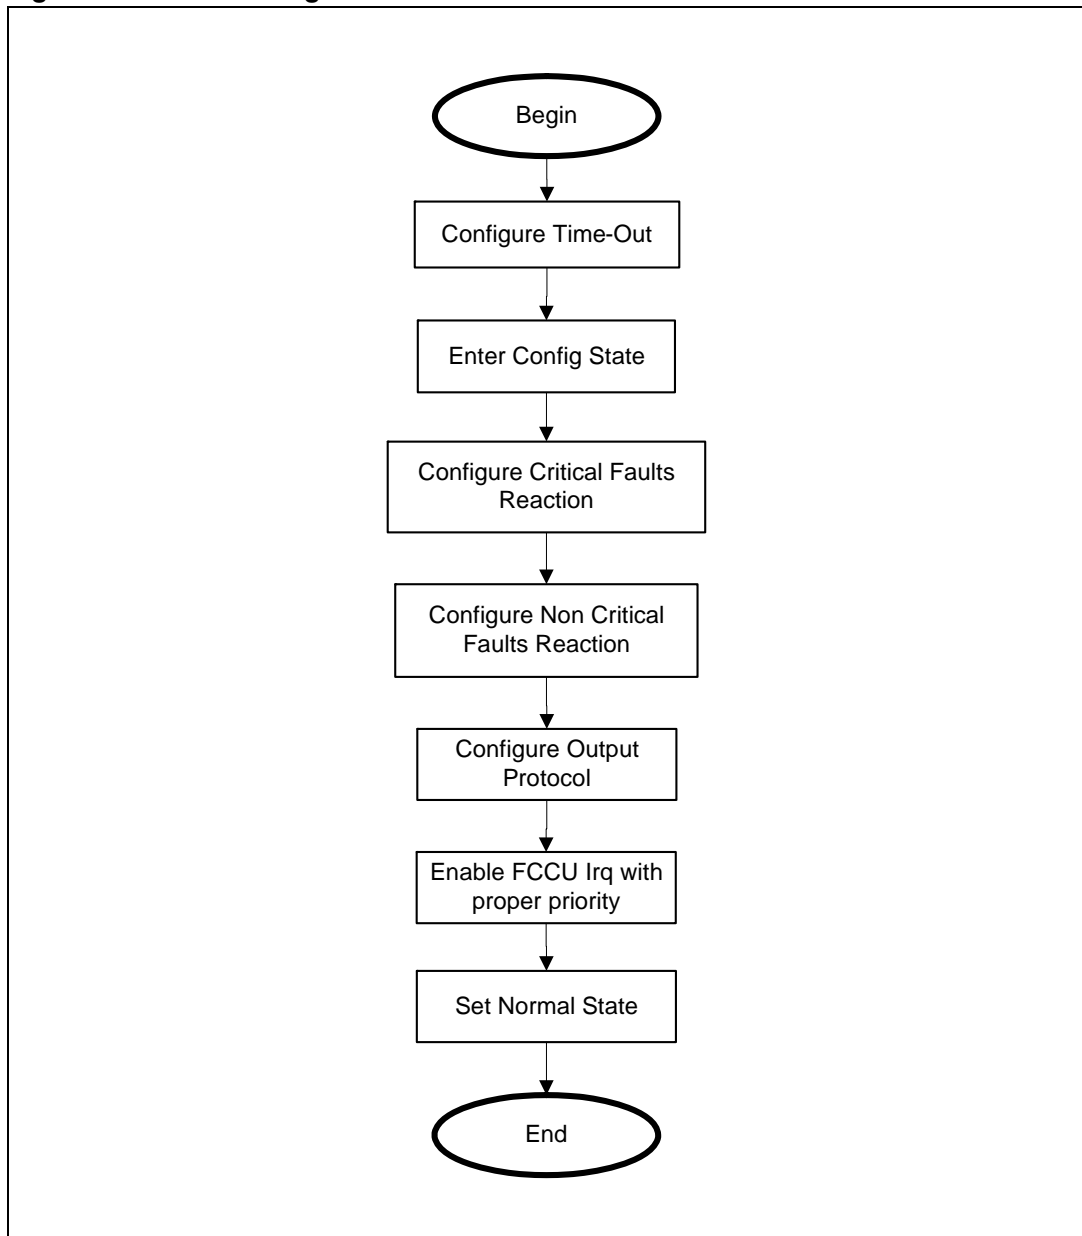 Begin
Configure Time-Out
Enter Config State
Configure Critical Faults
Reaction
Configure Non Critical
Faults Reaction
Configure Output
Protocol
Enable FCCU Irq with
proper priority
Set Normal State
End